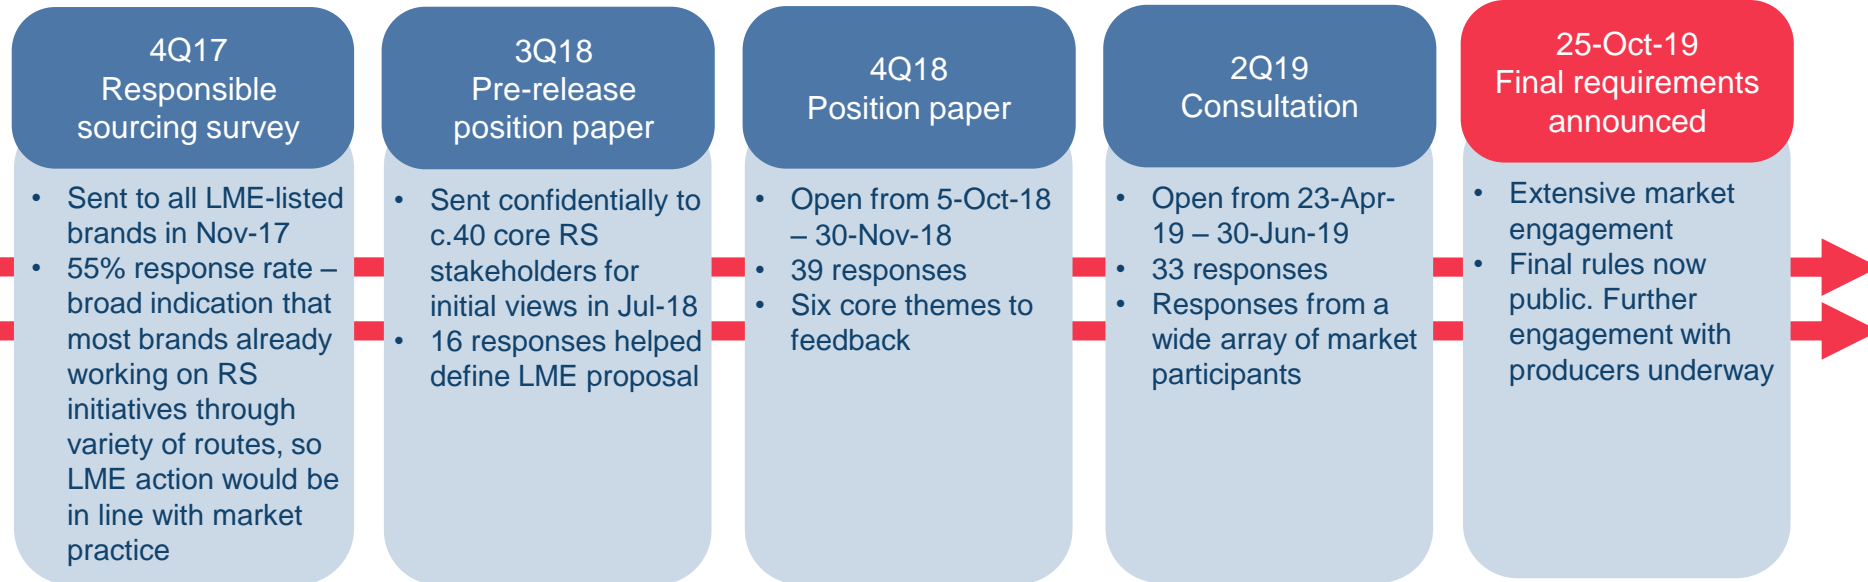 4Q17
Responsible
sourcing survey
• Sent to all LME-listed
brands in Nov-17
• 55% response rate –
broad indication that
most brands already
working on RS
initiatives through
variety of routes, so
LME action would be
in line with market
practice
3Q18
Pre-release
position paper
• Sent confidentially to
c.40 core RS
stakeholders for
initial views in Jul-18
• 16 responses helped
define LME proposal
4Q18
Position paper
• Open from 5-Oct-18
– 30-Nov-18
• 39 responses
• Six core themes to
feedback
2Q19
Consultation
• Open from 23-Apr-
19 – 30-Jun-19
• 33 responses
• Responses from a
wide array of market
participants
25-Oct-19
Final requirements
announced
• Extensive market
engagement
• Final rules now
public. Further
engagement with
producers underway